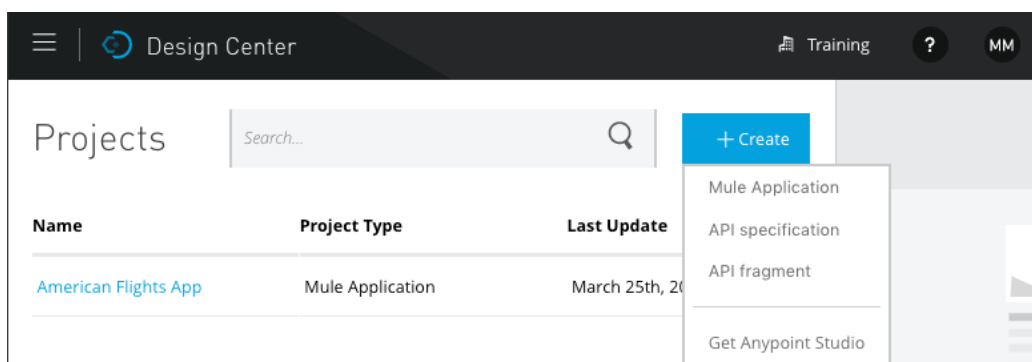 Design Center
Training
?
MM
Projects
Search...
+ Create
Mule Application
API specification
API fragment
Get Anypoint Studio
Name
Project Type
Last Update
American Flights App
Mule Application
March 25th,